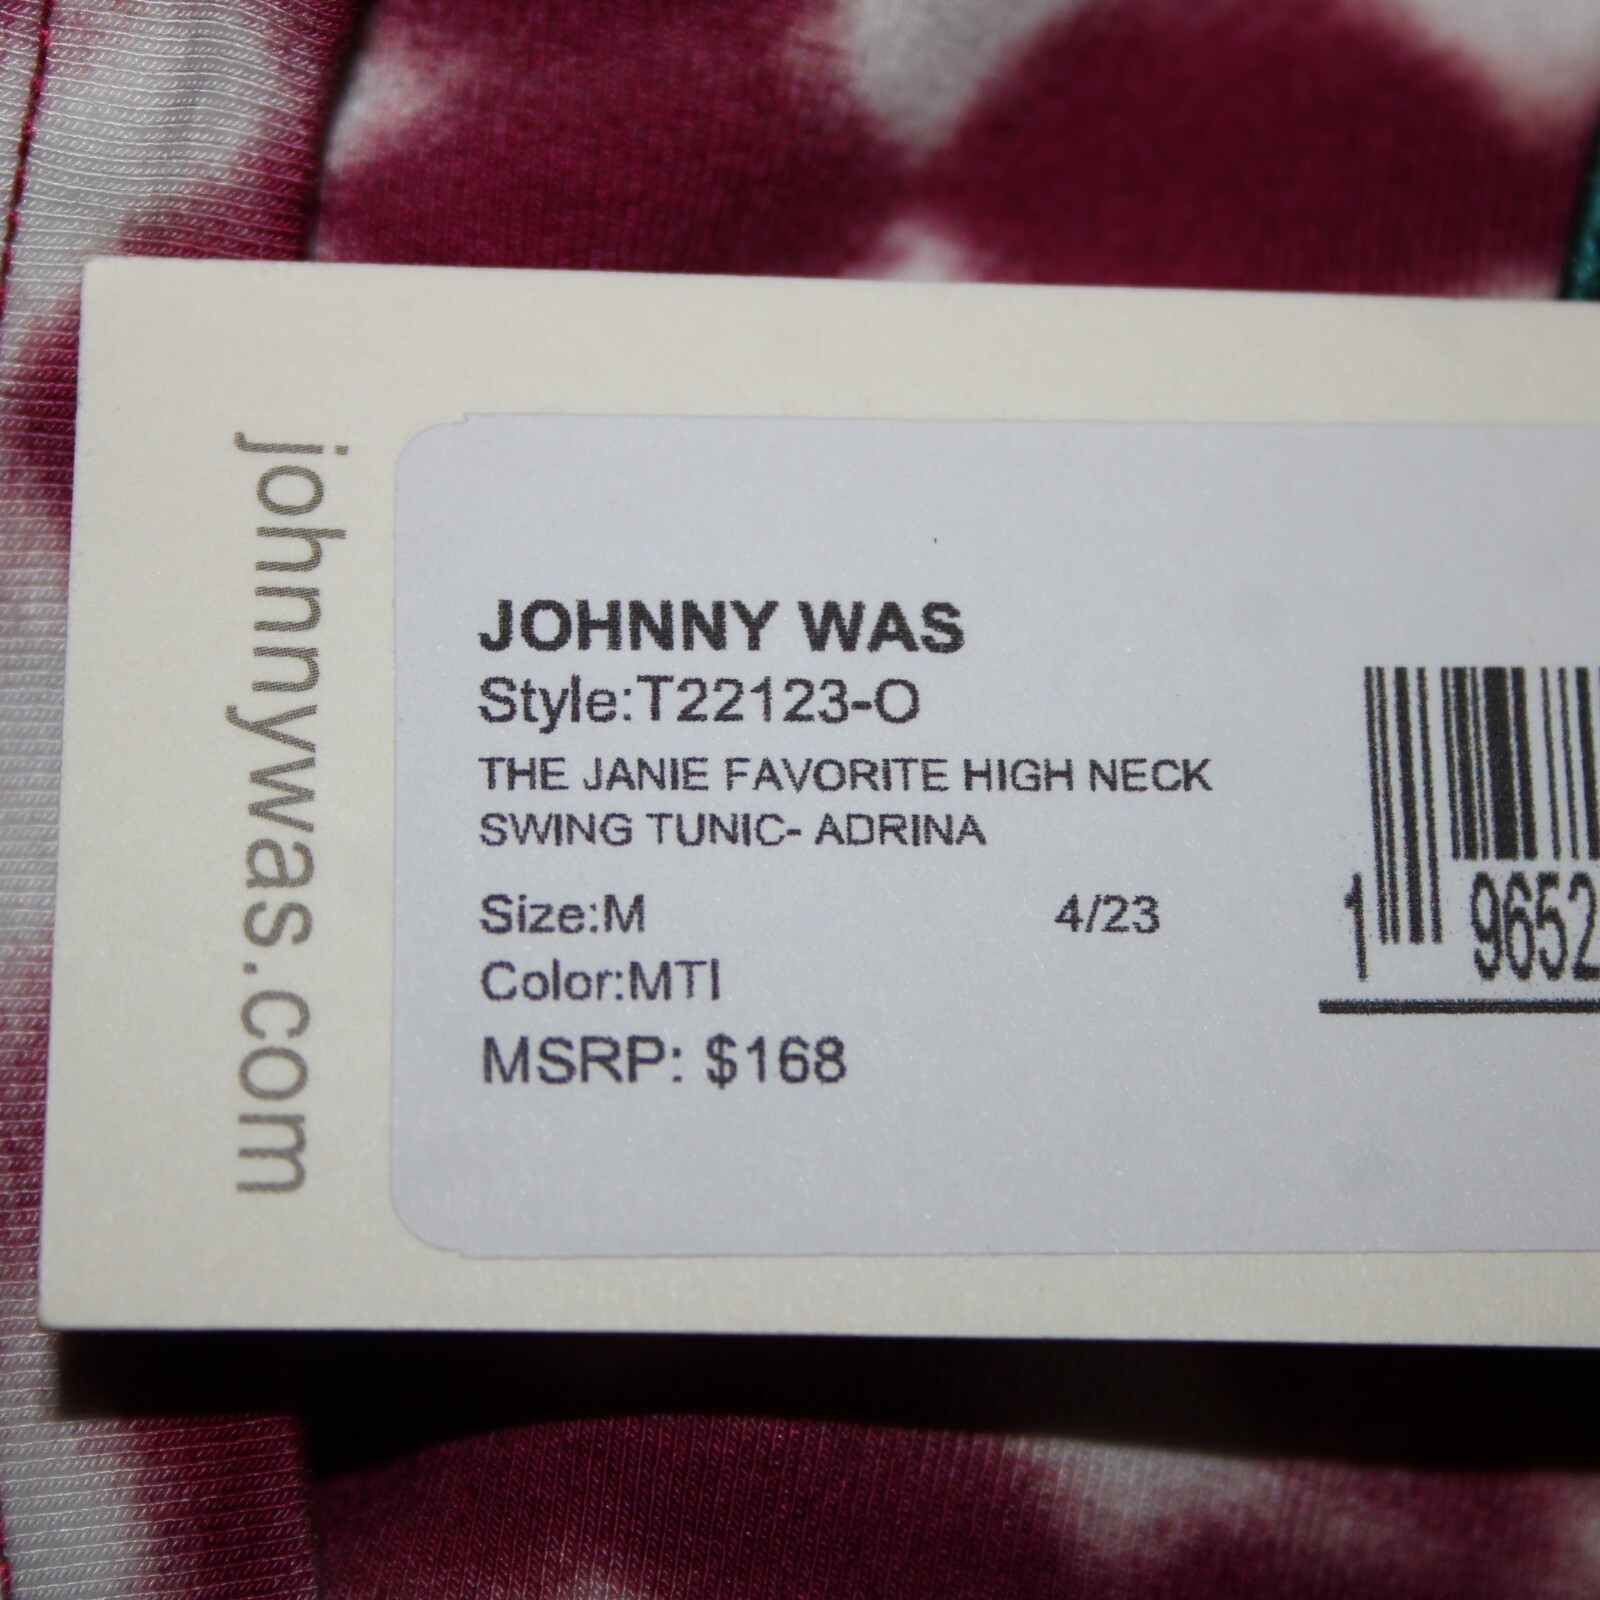 johnnywas.com
JOHNNY WAS
Style:T22123-O
THE JANIE FAVORITE HIGH NECK
SWING TUNIC- ADRINA
Size:M 4/23
Color:MTI
MSRP: $168
1 9652